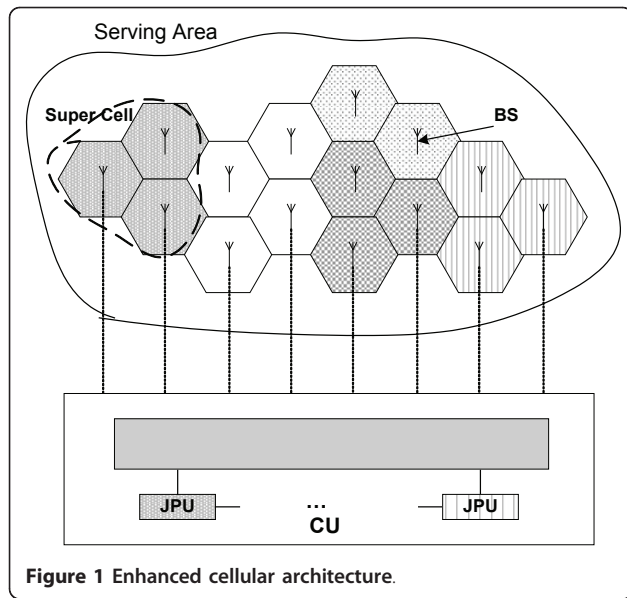 Serving Area
Super Cell
BS
JPU
...
JPU
CU
Figure 1 Enhanced cellular architecture.